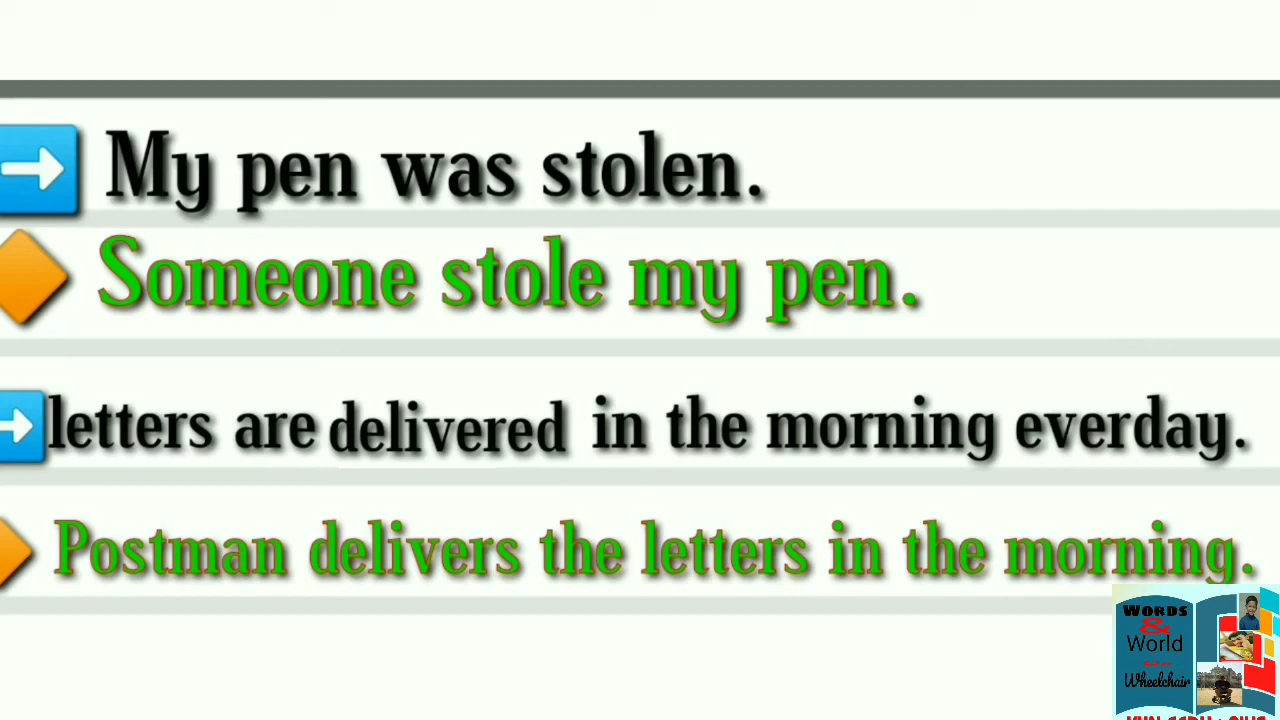 My pen was stolen.
Someone stole my pen.
letters are delivered in the morning everday.
Postman delivers the letters in the morning.
WORDS
&
World
Wheelchair